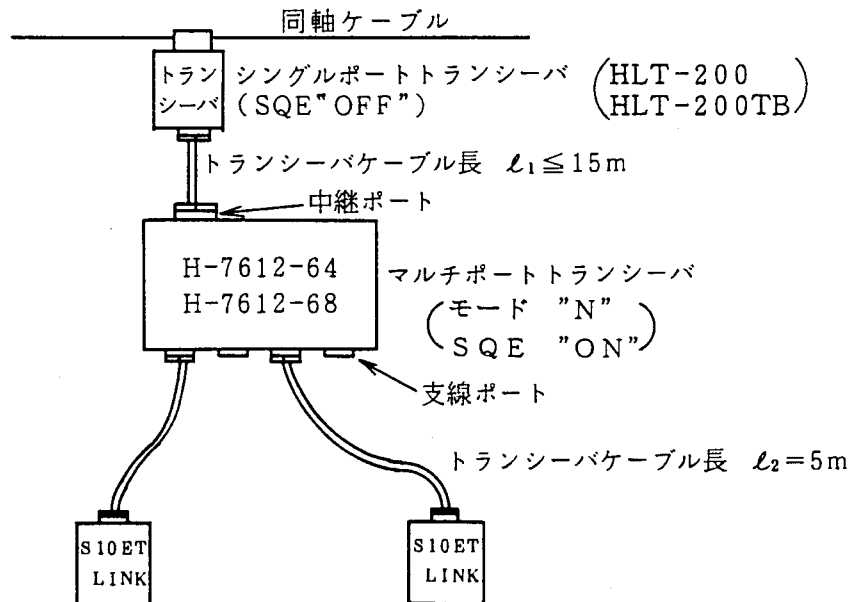 同軸ケーブル
トラン
シーバ
シングルポートトランシーバ
(SQE"OFF")
(HLT-200
HLT-200TB)
トランシーバケーブル長 ℓ₁≦15m
中継ポート
H-7612-64
H-7612-68
マルチポートトランシーバ
(モード "N"
SQE "ON")
支線ポート
トランシーバケーブル長 ℓ₂=5m
S10ET
LINK
S10ET
LINK